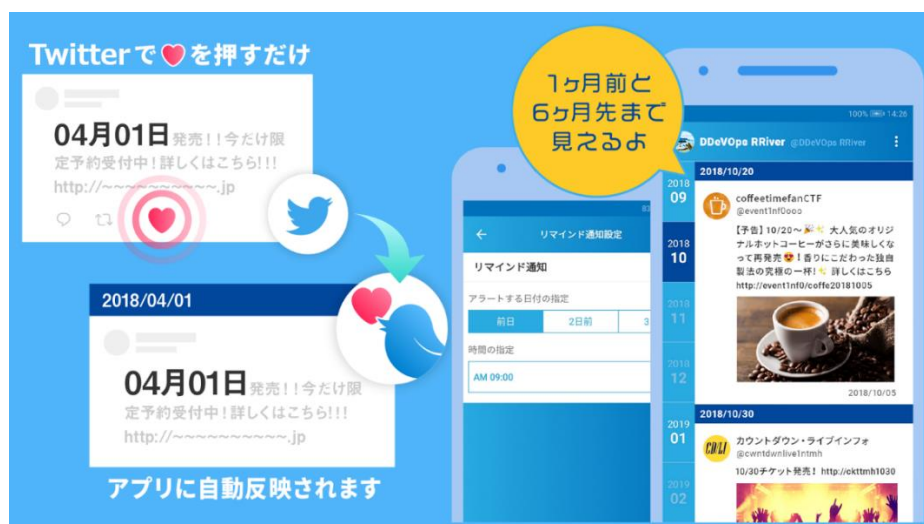 Twitterで❤を押すだけ
04月01日発売!!今だけ限
定予約受付中!詳しくはこちら!!!
http://~~~~~~~~~~.jp
2018/04/01
04月01日発売!!今だけ限
定予約受付中!詳しくはこちら!!!
http://~~~~~~~~~~.jp
アプリに自動反映されます
1ヶ月前と
6ヶ月先まで
見えるよ
リマインド通知設定
リマインド通知
アラートする日付の指定
前日 2日前 3
時間の指定
AM 09:00
100% 14:26
DDeVOps RRiver @DDeVOps RRiver
2018
09
2018
10
2018
11
2018
12
2019
01
2019
02
2018/10/20
coffeetimefanCTF
@event1nf0ooo
【予告】10/20~🎉✨ 大人気のオリジ
ナルホットコーヒーがさらに美味しくな
って再発売😍!香りにこだわった独自
製法の究極の一杯!✨ 詳しくはこちら
http://event1nf0/coffe20181005
2018/10/05
2018/10/30
カウントダウン・ライブインフォ
@cwntdwnlive1ntmh
10/30チケット発売! http://okttmh1030